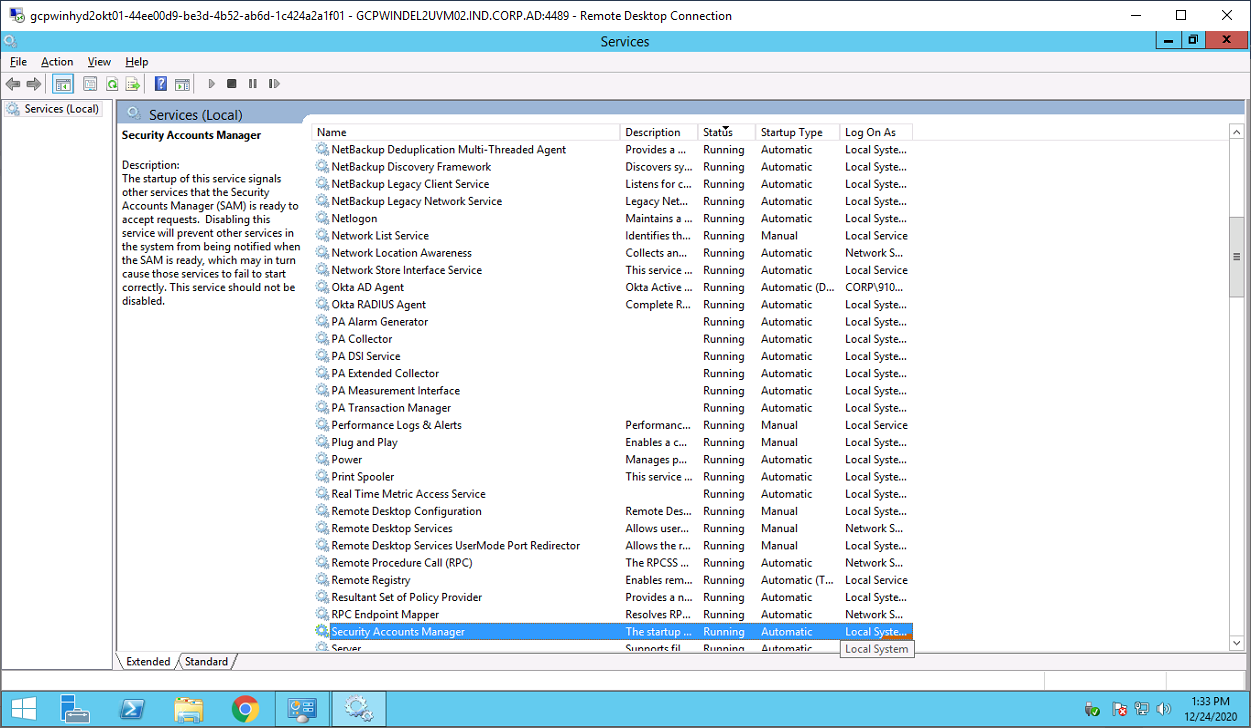 gcpwinhyd2okt01-44ee00d9-be3d-4b52-ab6d-1c424a2a1f01 - GCPWINDEL2UVM02.IND.CORP.AD:4489 - Remote Desktop Connection
Services
File Action View Help
Services (Local)
Services (Local)
Security Accounts Manager
Description:
The startup of this service signals
other services that the Security
Accounts Manager (SAM) is ready to
accept requests. Disabling this
service will prevent other services in
the system from being notified when
the SAM is ready, which may in turn
cause those services to fail to start
correctly. This service should not be
disabled.
Name Description Status Startup Type Log On As
NetBackup Deduplication Multi-Threaded Agent Provides a ... Running Automatic Local Syste...
NetBackup Discovery Framework Discovers sy... Running Automatic Local Syste...
NetBackup Legacy Client Service Listens for c... Running Automatic Local Syste...
NetBackup Legacy Network Service Legacy Net... Running Automatic Local Syste...
Netlogon Maintains a ... Running Automatic Local Syste...
Network List Service Identifies th... Running Manual Local Service
Network Location Awareness Collects an... Running Automatic Network S...
Network Store Interface Service This service ... Running Automatic Local Service
Okta AD Agent Okta Active ... Running Automatic (D... CORP\910...
Okta RADIUS Agent Complete R... Running Automatic Local Syste...
PA Alarm Generator Running Automatic Local Syste...
PA Collector Running Automatic Local Syste...
PA DSI Service Running Automatic Local Syste...
PA Extended Collector Running Automatic Local Syste...
PA Measurement Interface Running Automatic Local Syste...
PA Transaction Manager Running Automatic Local Syste...
Performance Logs & Alerts Performanc... Running Manual Local Service
Plug and Play Enables a c... Running Manual Local Syste...
Power Manages p... Running Automatic Local Syste...
Print Spooler This service ... Running Automatic Local Syste...
Real Time Metric Access Service Running Automatic Local Syste...
Remote Desktop Configuration Remote Des... Running Manual Local Syste...
Remote Desktop Services Allows user... Running Manual Network S...
Remote Desktop Services UserMode Port Redirector Allows the r... Running Manual Local Syste...
Remote Procedure Call (RPC) The RPCSS ... Running Automatic Network S...
Remote Registry Enables rem... Running Automatic (T... Local Service
Resultant Set of Policy Provider Provides a n... Running Automatic Local Syste...
RPC Endpoint Mapper Resolves RP... Running Automatic Network S...
Security Accounts Manager The startup ... Running Automatic Local Syste...
Server Supports fil... Running Automatic Local System
Extended Standard
1:33 PM
12/24/2020